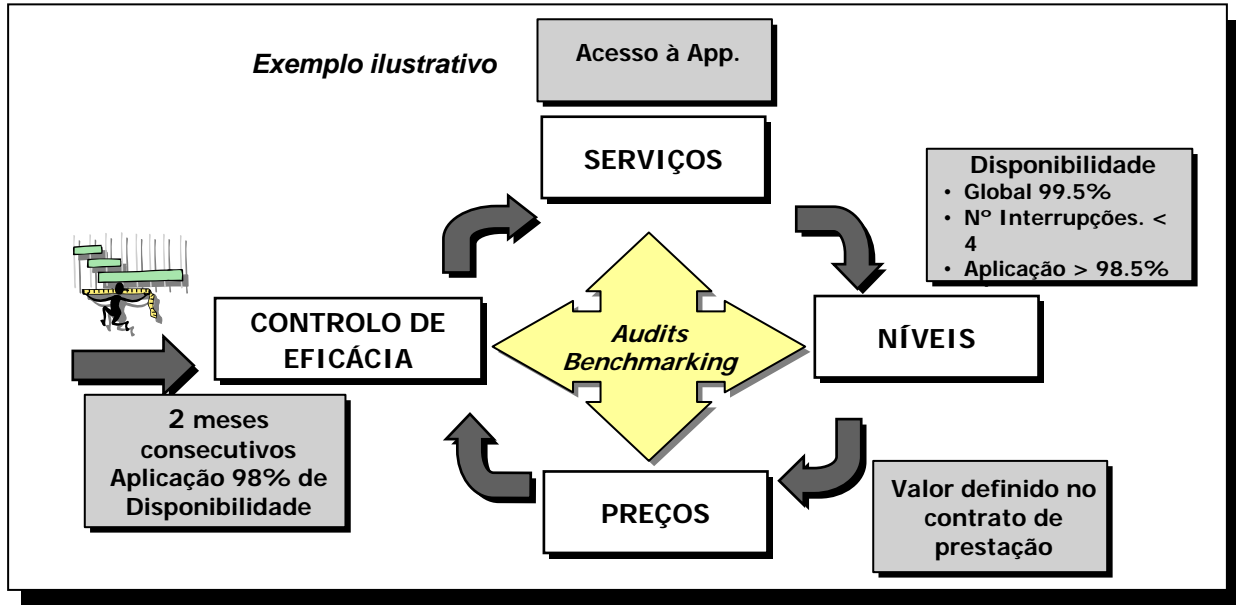 Exemplo ilustrativo
Acesso à App.
SERVIÇOS
Disponibilidade
• Global 99.5%
• Nº Interrupções. <
4
• Aplicação > 98.5%
CONTROLO DE
EFICÁCIA
Audits
Benchmarking
NÍVEIS
2 meses
consecutivos
Aplicação 98% de
Disponibilidade
PREÇOS
Valor definido no
contrato de
prestação